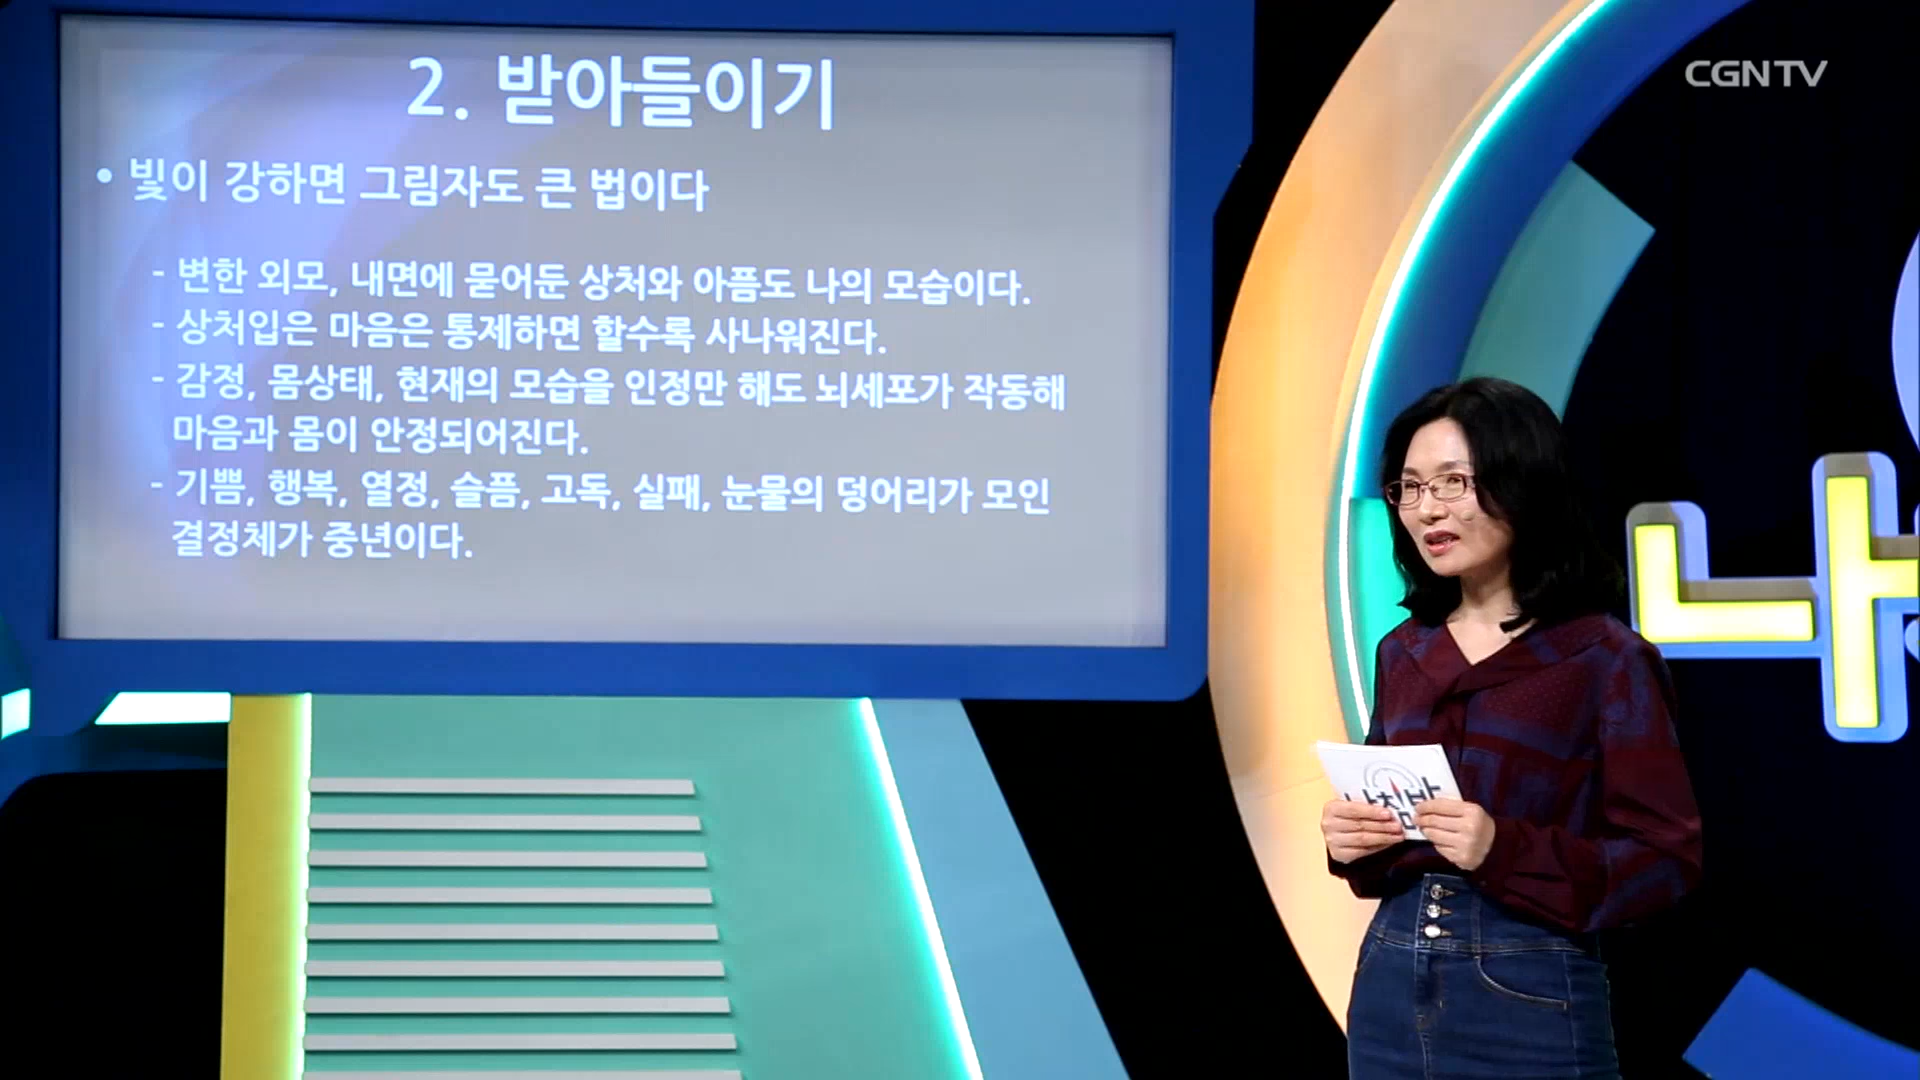 2. 받아들이기
• 빛이 강하면 그림자도 큰 법이다
- 변한 외모, 내면에 묻어둔 상처와 아픔도 나의 모습이다.
- 상처입은 마음은 통제하면 할수록 사나워진다.
- 감정, 몸상태, 현재의 모습을 인정만 해도 뇌세포가 작동해
마음과 몸이 안정되어진다.
- 기쁨, 행복, 열정, 슬픔, 고독, 실패, 눈물의 덩어리가 모인
결정체가 중년이다.
CGNTV
나